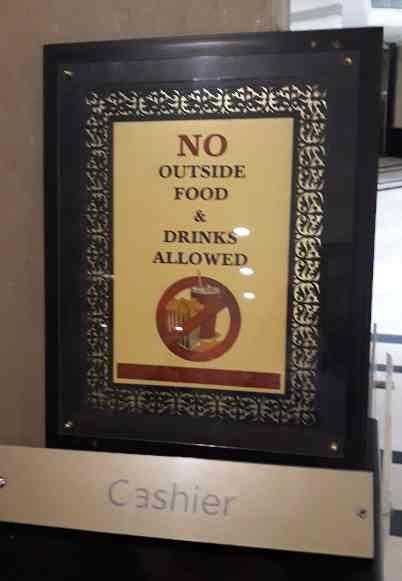 NO
OUTSIDE
FOOD
&
DRINKS
ALLOWED
Cashier